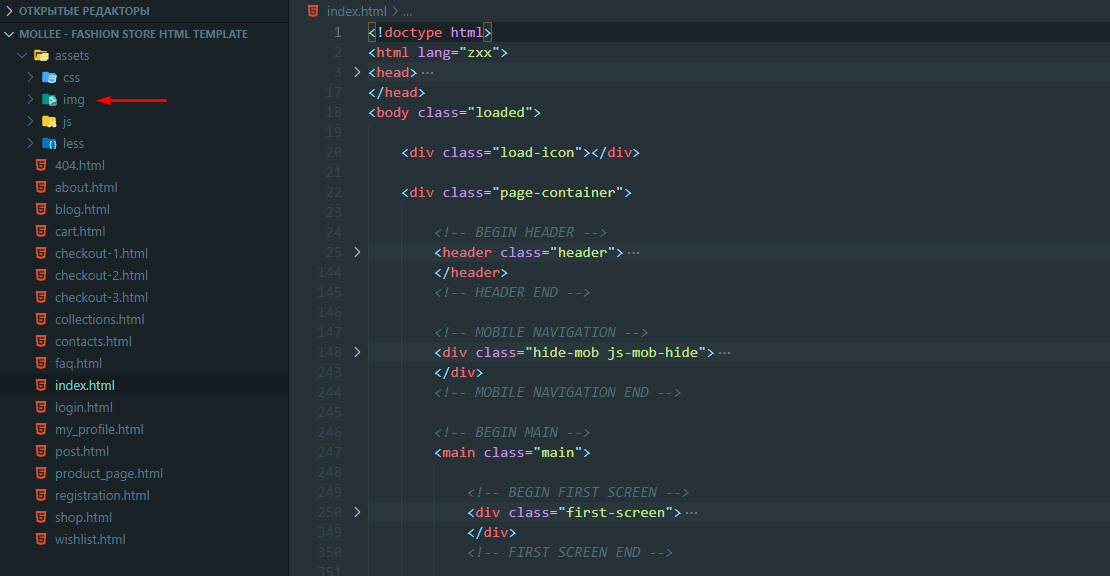 ОТКРЫТЫЕ РЕДАКТОРЫ
MOLLEE - FASHION STORE HTML TEMPLATE
assets
css
img
js
less
404.html
about.html
blog.html
cart.html
checkout-1.html
checkout-2.html
checkout-3.html
collections.html
contacts.html
faq.html
index.html
login.html
my_profile.html
post.html
product_page.html
registration.html
shop.html
wishlist.html
index.html > ...
1 <!doctype html>
2 <html lang="zxx">
3 <head> ···
17 </head>
18 <body class="loaded">
19
20 <div class="load-icon"></div>
21
22 <div class="page-container">
23
24 <!-- BEGIN HEADER -->
25 <header class="header"> ···
144 </header>
145 <!-- HEADER END -->
146
147 <!-- MOBILE NAVIGATION -->
148 <div class="hide-mob js-mob-hide"> ···
243 </div>
244 <!-- MOBILE NAVIGATION END -->
245
246 <!-- BEGIN MAIN -->
247 <main class="main">
248
249 <!-- BEGIN FIRST SCREEN -->
250 <div class="first-screen"> ···
349 </div>
350 <!-- FIRST SCREEN END -->
351